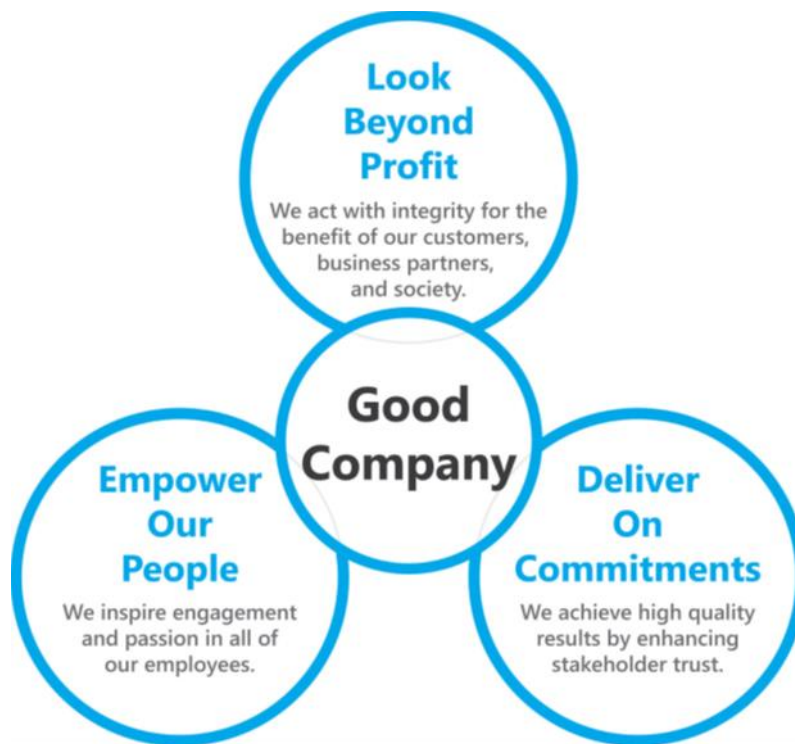 Look
Beyond
Profit
We act with integrity for the
benefit of our customers,
business partners,
and society.
Good
Company
Empower
Our
People
We inspire engagement
and passion in all of
our employees.
Deliver
On
Commitments
We achieve high quality
results by enhancing
stakeholder trust.